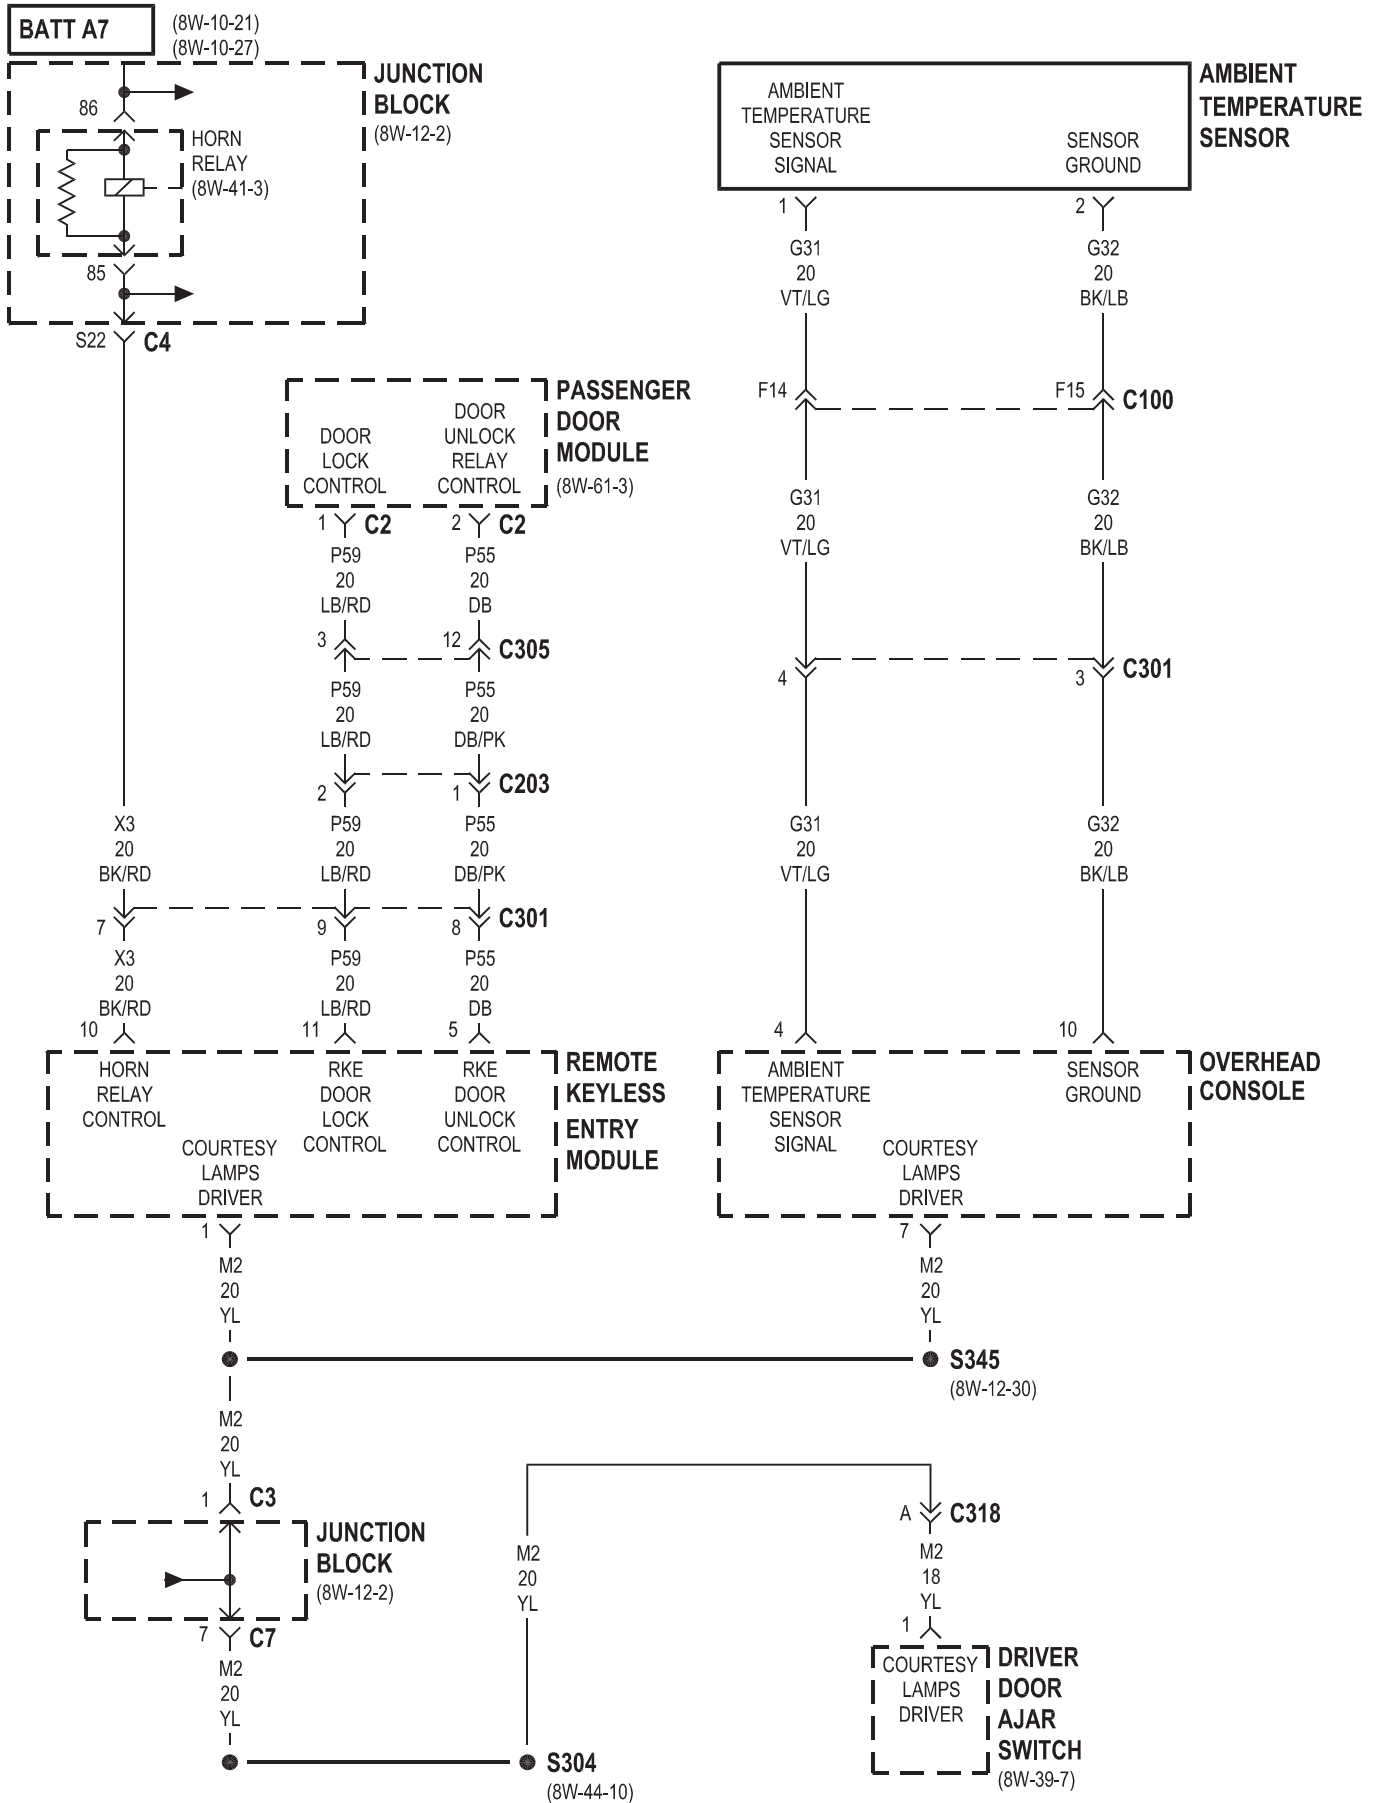 BATT A7
(8W-10-21)
(8W-10-27)
JUNCTION
BLOCK
(8W-12-2)
86
HORN
RELAY
(8W-41-3)
85
S22
C4
AMBIENT
TEMPERATURE
SENSOR
SIGNAL
SENSOR
GROUND
AMBIENT
TEMPERATURE
SENSOR
1
2
G31
20
VT/LG
G32
20
BK/LB
F14
F15
C100
G31
20
VT/LG
G32
20
BK/LB
4
3
C301
G31
20
VT/LG
G32
20
BK/LB
4
10
DOOR
LOCK
CONTROL
DOOR
UNLOCK
RELAY
CONTROL
PASSENGER
DOOR
MODULE
(8W-61-3)
1
C2
2
C2
P59
20
LB/RD
P55
20
DB
3
12
C305
P59
20
LB/RD
P55
20
DB/PK
2
1
C203
X3
20
BK/RD
P59
20
LB/RD
P55
20
DB/PK
7
9
8
C301
X3
20
BK/RD
P59
20
LB/RD
P55
20
DB
10
11
5
HORN
RELAY
CONTROL
RKE
DOOR
LOCK
CONTROL
RKE
DOOR
UNLOCK
CONTROL
COURTESY
LAMPS
DRIVER
REMOTE
KEYLESS
ENTRY
MODULE
AMBIENT
TEMPERATURE
SENSOR
SIGNAL
SENSOR
GROUND
COURTESY
LAMPS
DRIVER
OVERHEAD
CONSOLE
1
M2
20
YL
7
M2
20
YL
S345
(8W-12-30)
M2
20
YL
1
C3
JUNCTION
BLOCK
(8W-12-2)
7
C7
M2
20
YL
M2
20
YL
S304
(8W-44-10)
A
C318
M2
18
YL
1
COURTESY
LAMPS
DRIVER
DRIVER
DOOR
AJAR
SWITCH
(8W-39-7)